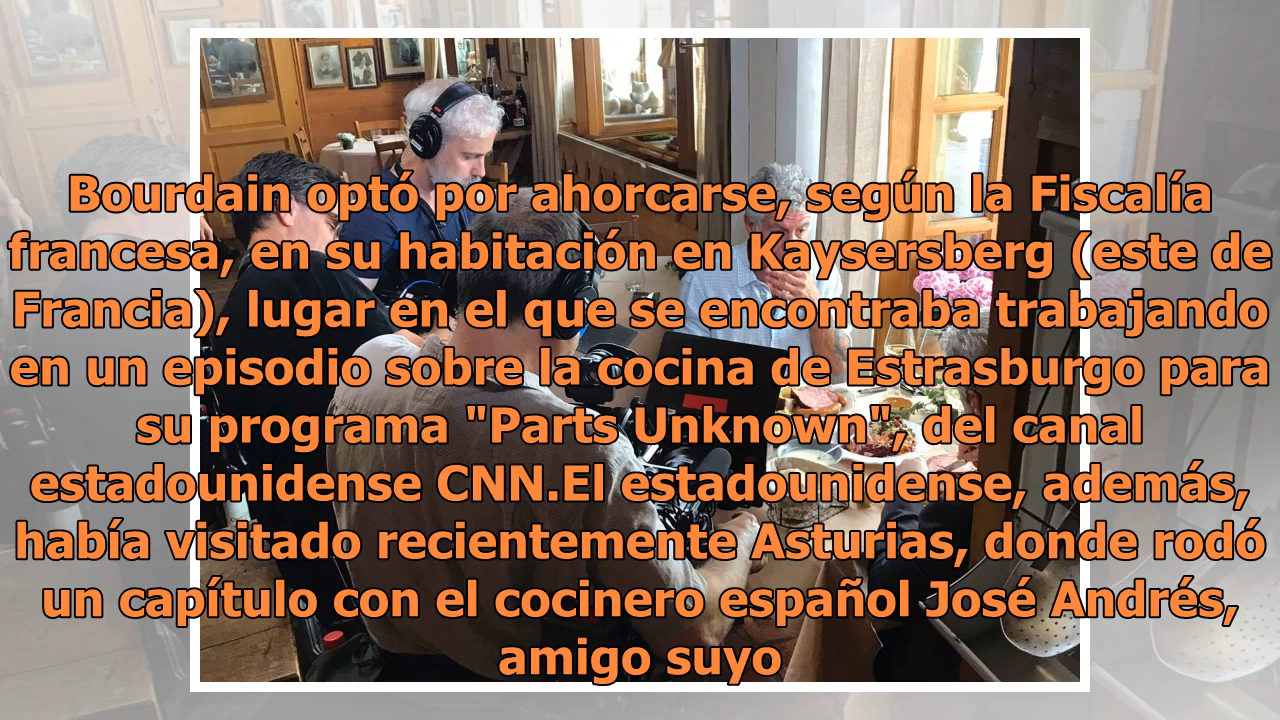 Bourdain optó por ahorcarse, según la Fiscalía
francesa, en su habitación en Kaysersberg (este de
Francia), lugar en el que se encontraba trabajando
en un episodio sobre la cocina de Estrasburgo para
su programa "Parts Unknown", del canal
estadounidense CNN.El estadounidense, además,
había visitado recientemente Asturias, donde rodó
un capítulo con el cocinero español José Andrés,
amigo suyo